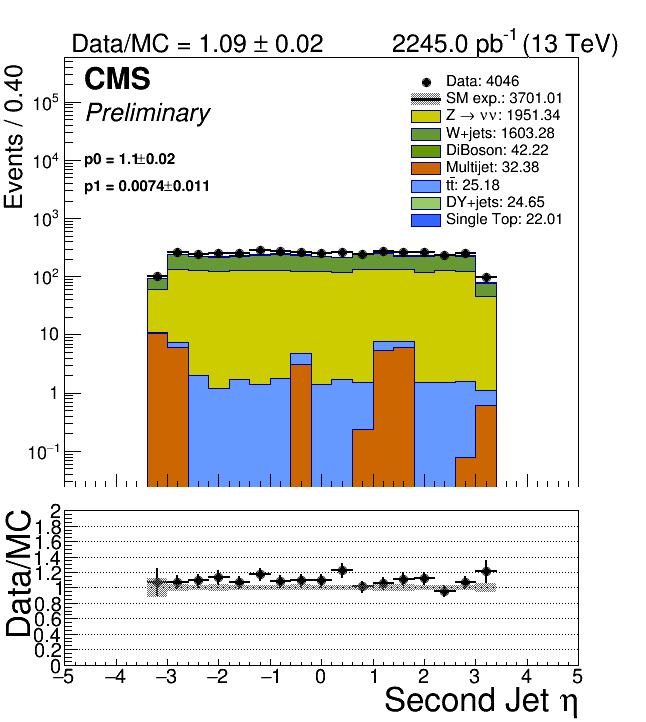 Data/MC = 1.09 ± 0.02 2245.0 pb⁻¹ (13 TeV)
CMS
Preliminary
p0 = 1.1±0.02
p1 = 0.0074±0.011
Data: 4046
SM exp.: 3701.01
Z → νν: 1951.34
W+jets: 1603.28
DiBoson: 42.22
Multijet: 32.38
tt̄: 25.18
DY+jets: 24.65
Single Top: 22.01
Events / 0.40
10⁵
10⁴
10³
10²
10
1
10⁻¹
Data/MC
2
1.8
1.6
1.4
1.2
1
0.8
0.6
0.4
0.2
0
−5 −4 −3 −2 −1 0 1 2 3 4 5
Second Jet η